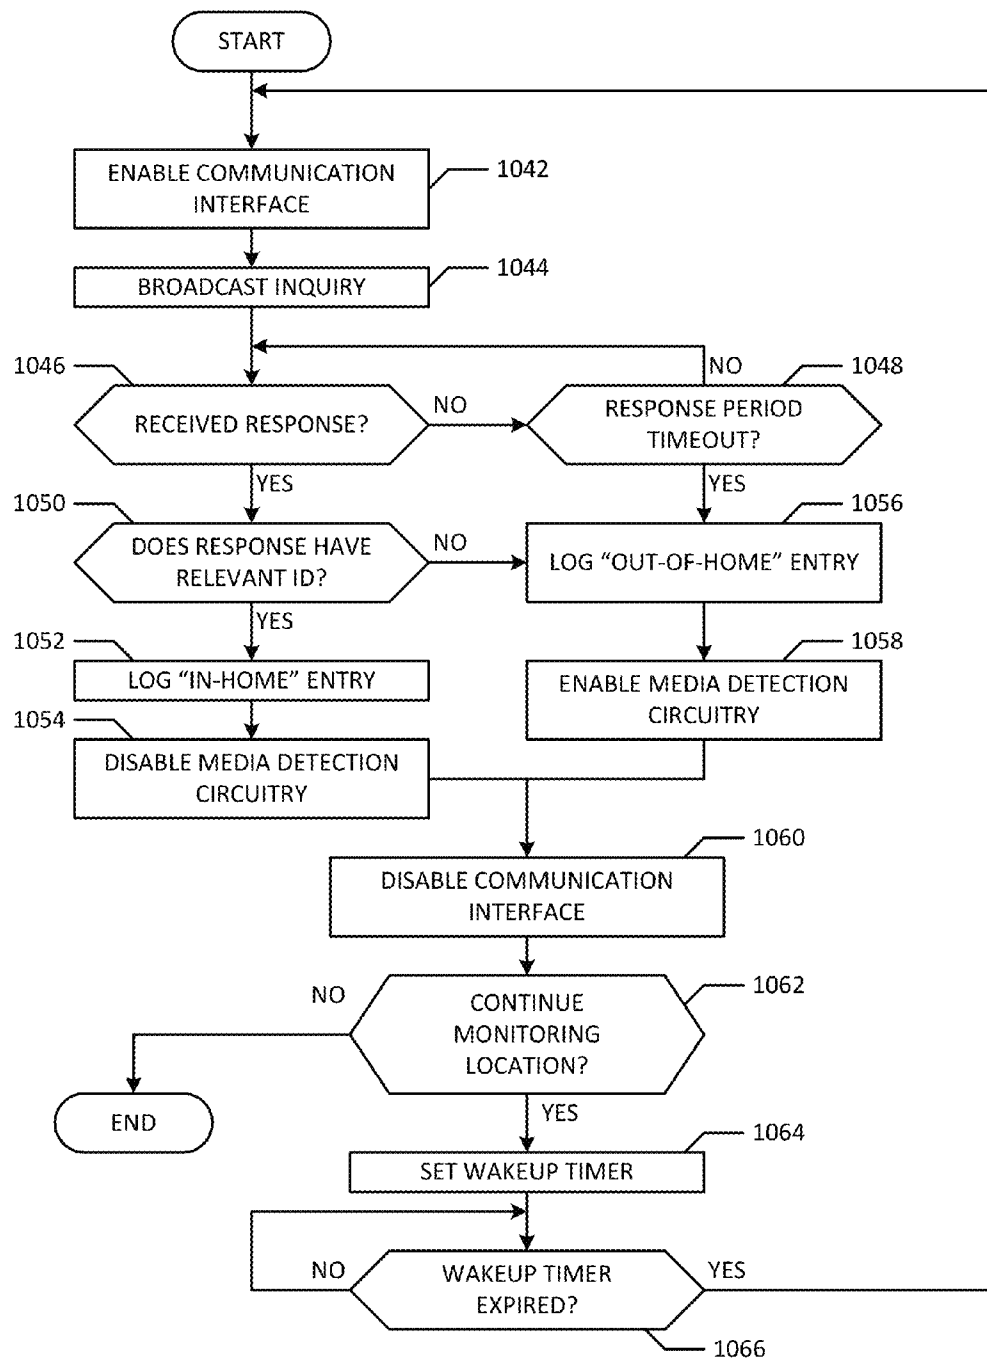 START
ENABLE COMMUNICATION
INTERFACE
1042
BROADCAST INQUIRY
1044
1046
RECEIVED RESPONSE?
NO
NO
1048
RESPONSE PERIOD
TIMEOUT?
YES
YES
1050
DOES RESPONSE HAVE
RELEVANT ID?
NO
1056
LOG “OUT-OF-HOME” ENTRY
YES
1052
LOG “IN-HOME” ENTRY
1058
ENABLE MEDIA DETECTION
CIRCUITRY
1054
DISABLE MEDIA DETECTION
CIRCUITRY
1060
DISABLE COMMUNICATION
INTERFACE
1062
CONTINUE
MONITORING
LOCATION?
NO
END
YES
1064
SET WAKEUP TIMER
NO
WAKEUP TIMER
EXPIRED?
YES
1066